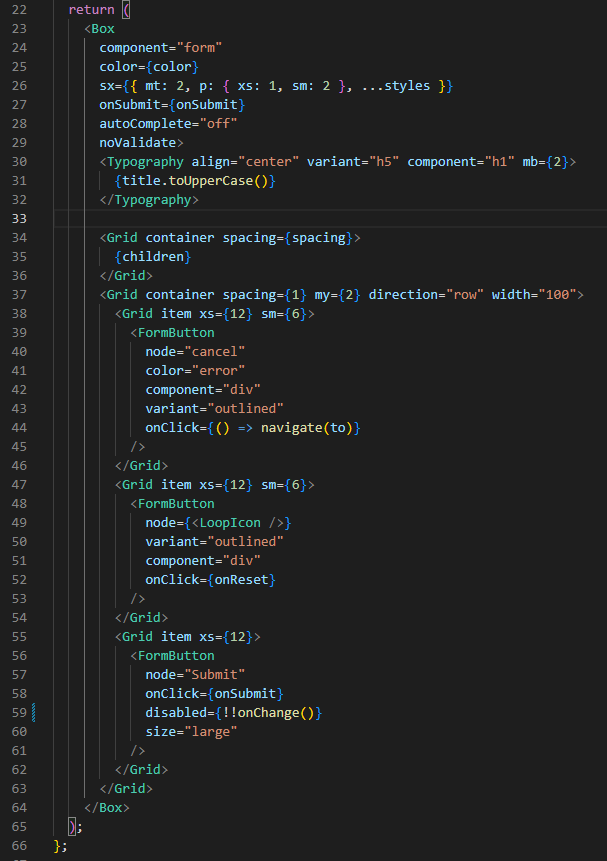 22 return (
23 <Box
24 component="form"
25 color={color}
26 sx={{ mt: 2, p: { xs: 1, sm: 2 }, ...styles }}
27 onSubmit={onSubmit}
28 autoComplete="off"
29 noValidate>
30 <Typography align="center" variant="h5" component="h1" mb={2}>
31 {title.toUpperCase()}
32 </Typography>
33
34 <Grid container spacing={spacing}>
35 {children}
36 </Grid>
37 <Grid container spacing={1} my={2} direction="row" width="100">
38 <Grid item xs={12} sm={6}>
39 <FormButton
40 node="cancel"
41 color="error"
42 component="div"
43 variant="outlined"
44 onClick={() => navigate(to)}
45 />
46 </Grid>
47 <Grid item xs={12} sm={6}>
48 <FormButton
49 node={<LoopIcon />}
50 variant="outlined"
51 component="div"
52 onClick={onReset}
53 />
54 </Grid>
55 <Grid item xs={12}>
56 <FormButton
57 node="Submit"
58 onClick={onSubmit}
59 disabled={!!onChange()}
60 size="large"
61 />
62 </Grid>
63 </Grid>
64 </Box>
65 );
66 };